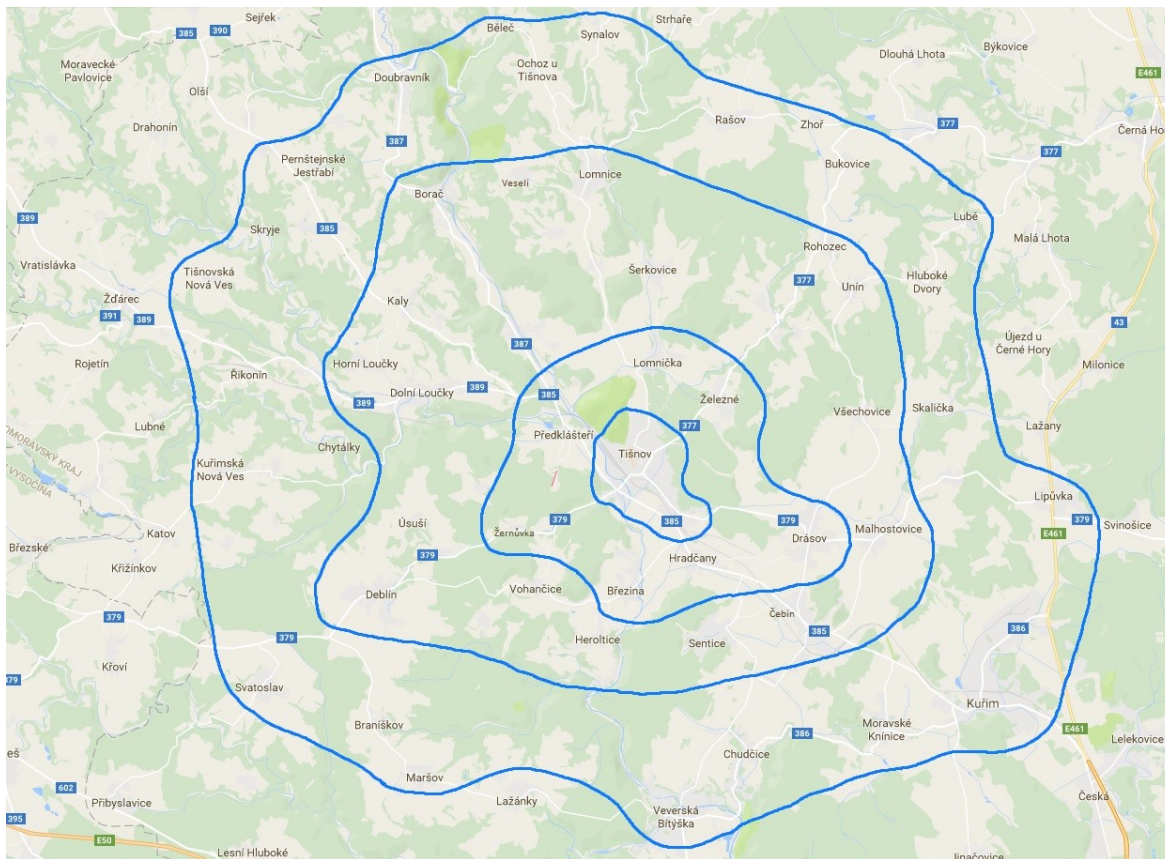 Sejřek
Strhaře
385
390
Běleč
Synalov
Býkovice
Dlouhá Lhota
Moravecké
Pavlovice
Ochoz u
Tišnova
E461
Doubravník
Olší
Rašov
Zhoř
377
Drahonín
Černá Ho
387
377
Pernštejnské
Jestřabí
Bukovice
Lomnice
Veselí
Borač
389
385
Lubě
Skryje
Malá Lhota
Rohozec
Vratislávka
Tišnovská
Nová Ves
Šerkovice
Hluboké
Dvory
377
Unín
Žďárec
Kaly
391
389
43
387
Újezd u
Černé Hory
Rojetín
Horní Loučky
Lomnička
Milonice
Říkonín
Dolní Loučky
389
385
389
Železné
Všechovice
Skalička
Lubné
377
Lažany
OMORAVSKÝ KRAJ
VYSOČINA
Předklášteří
Chytálky
Tišnov
Kuřimská
Nová Ves
Lipůvka
Úsuší
379
385
379
379
Svinošice
Katov
Žernůvka
Malhostovice
E461
Drásov
Březské
379
Hradčany
Křižínkov
Deblín
Vohančice
Březina
379
Čebín
386
379
Heroltice
Sentice
385
Křoví
379
Svatoslav
Kuřim
Braníškov
Moravské
Knínice
386
E461
Lelekovice
Chudčice
Maršov
602
Přibyslavice
Lažánky
Česká
Veverská
Bítýška
395
E50
Lesní Hluboké
Jinačovice